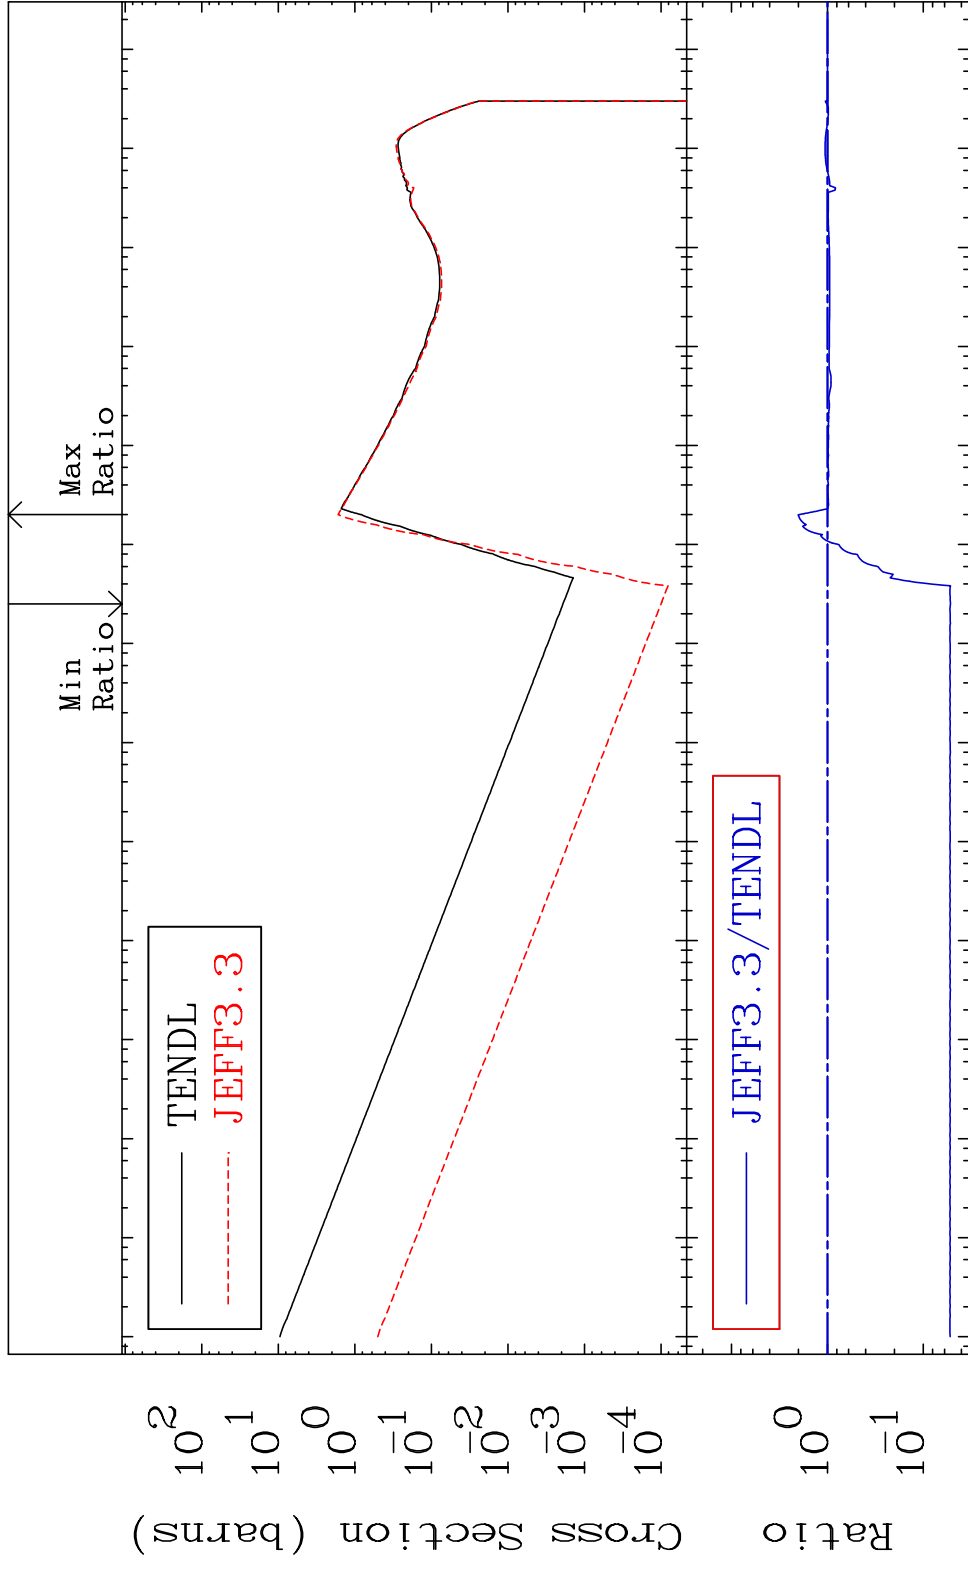 Min
Ratio
Max
Ratio
TENDL
JEFF3.3
JEFF3.3/TENDL
10^2
10^1
10^0
10^-1
10^-2
10^-3
10^-4
10^0
10^-1
Cross Section (barns)
Ratio